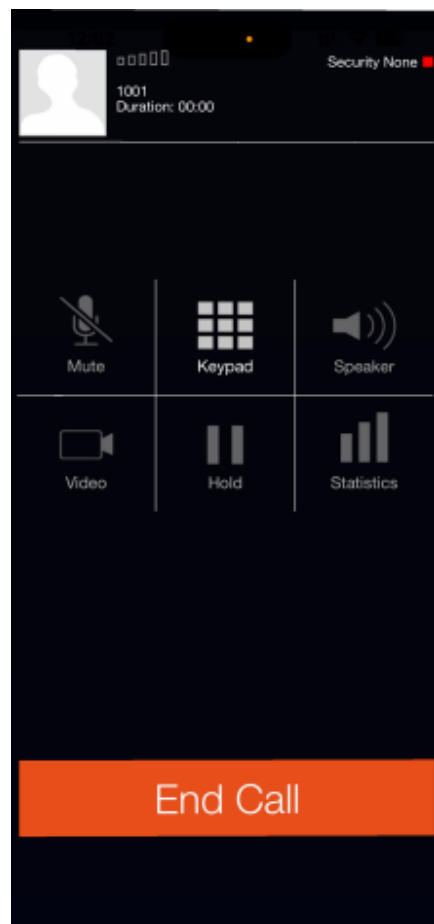 Security None
1001
Duration: 00:00
Mute
Keypad
Speaker
Video
Hold
Statistics
End Call